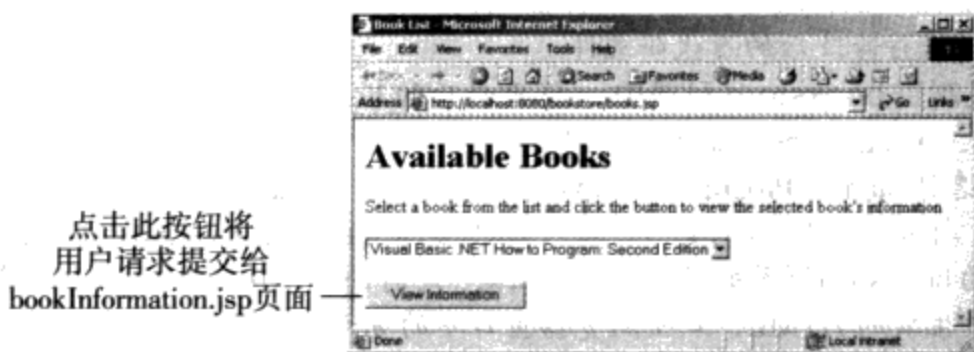 Book List - Microsoft Internet Explorer
File Edit View Favorites Tools Help
Search Favorites Media
Address http://localhost:8080/bookstore/books.jsp Go Links
Available Books
Select a book from the list and click the button to view the selected book's information
Visual Basic .NET How to Program: Second Edition
点击此按钮将
用户请求提交给
bookInformation.jsp页面
View Information
Done Local intranet